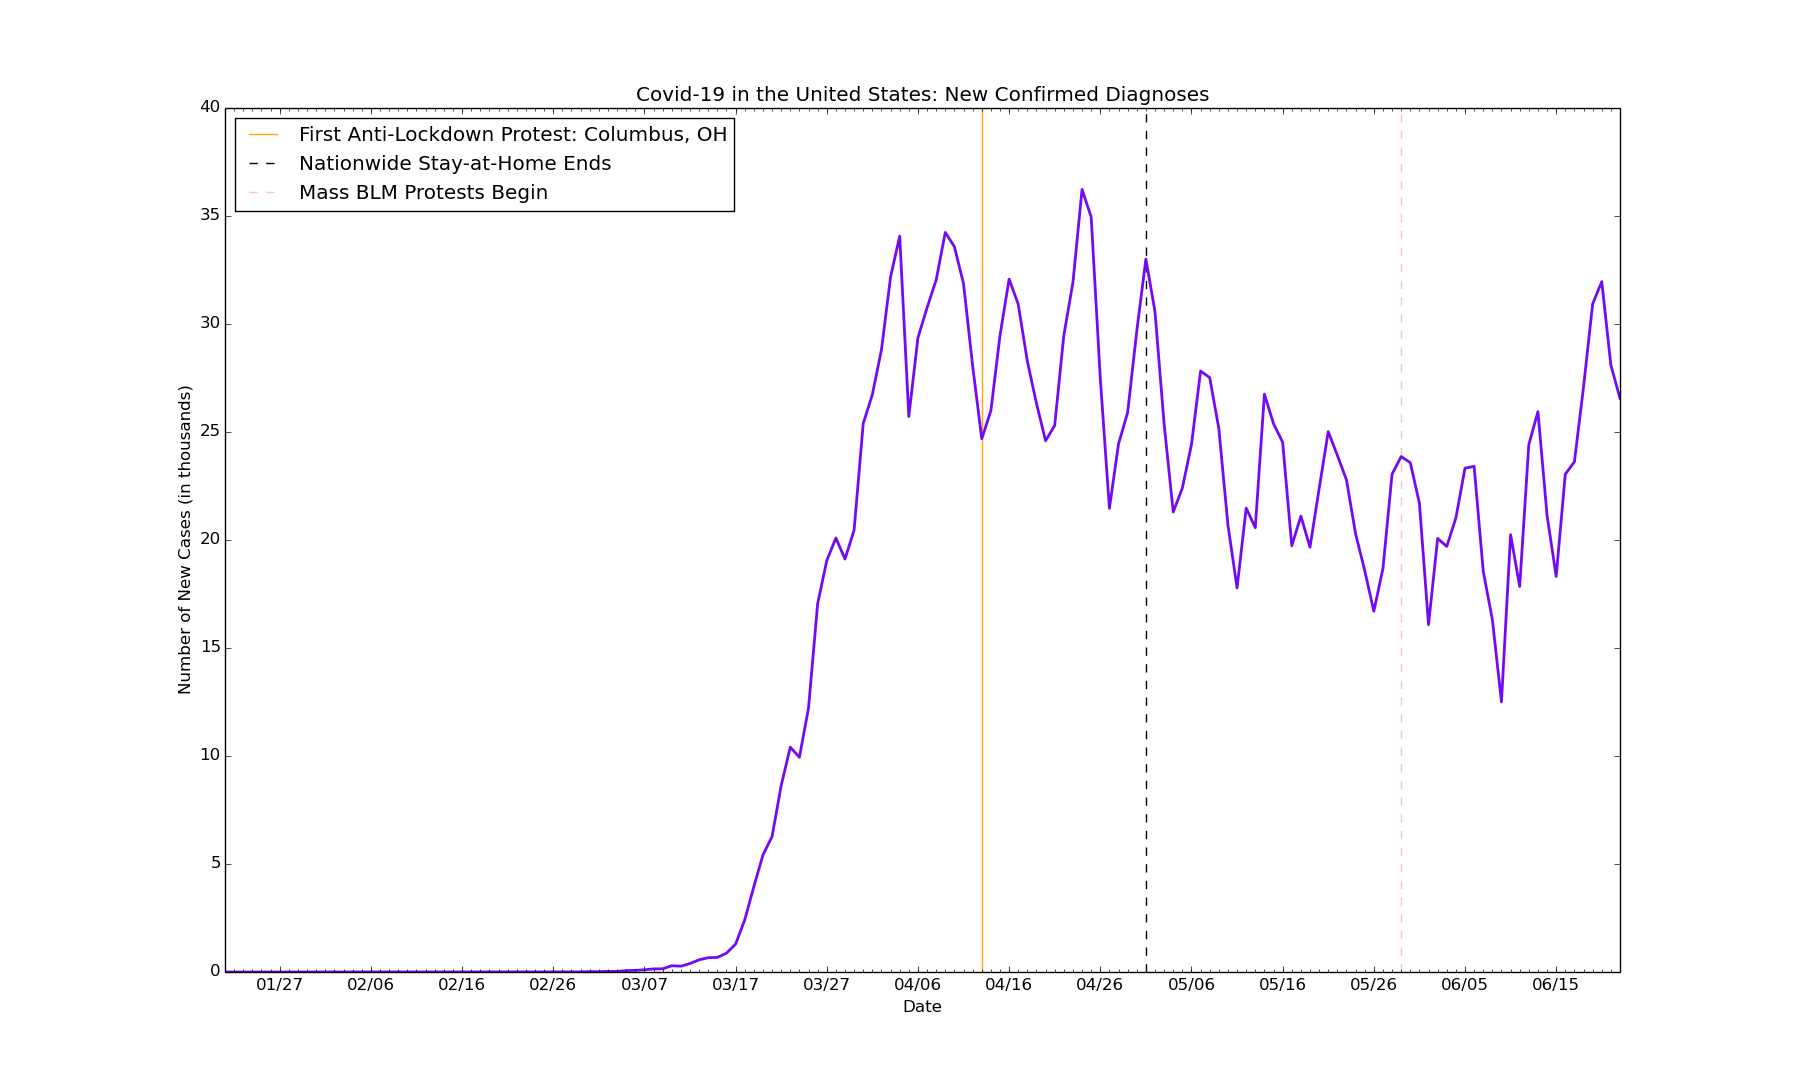 Covid-19 in the United States: New Confirmed Diagnoses
First Anti-Lockdown Protest: Columbus, OH
Nationwide Stay-at-Home Ends
Mass BLM Protests Begin
Number of New Cases (in thousands)
40
35
30
25
20
15
10
5
0
01/27 02/06 02/16 02/26 03/07 03/17 03/27 04/06 04/16 04/26 05/06 05/16 05/26 06/05 06/15
Date